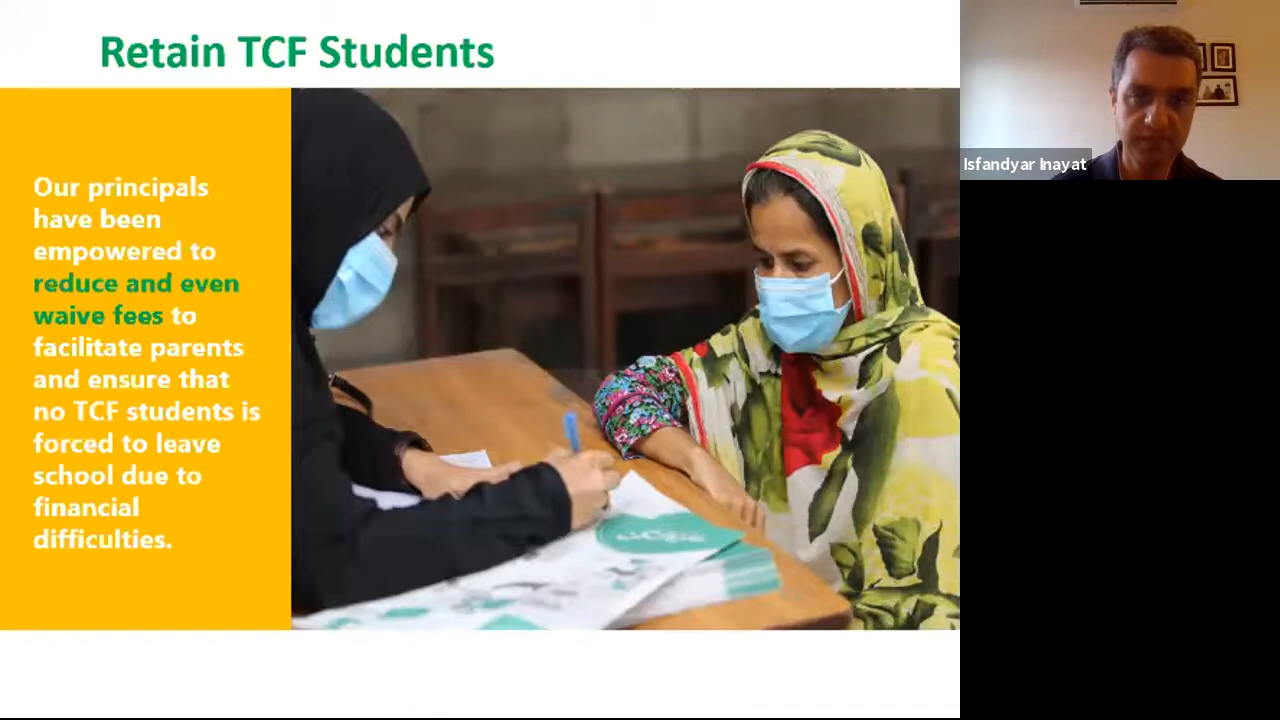 Retain TCF Students
Our principals
have been
empowered to
reduce and even
waive fees to
facilitate parents
and ensure that
no TCF students is
forced to leave
school due to
financial
difficulties.
Isfandyar Inayat